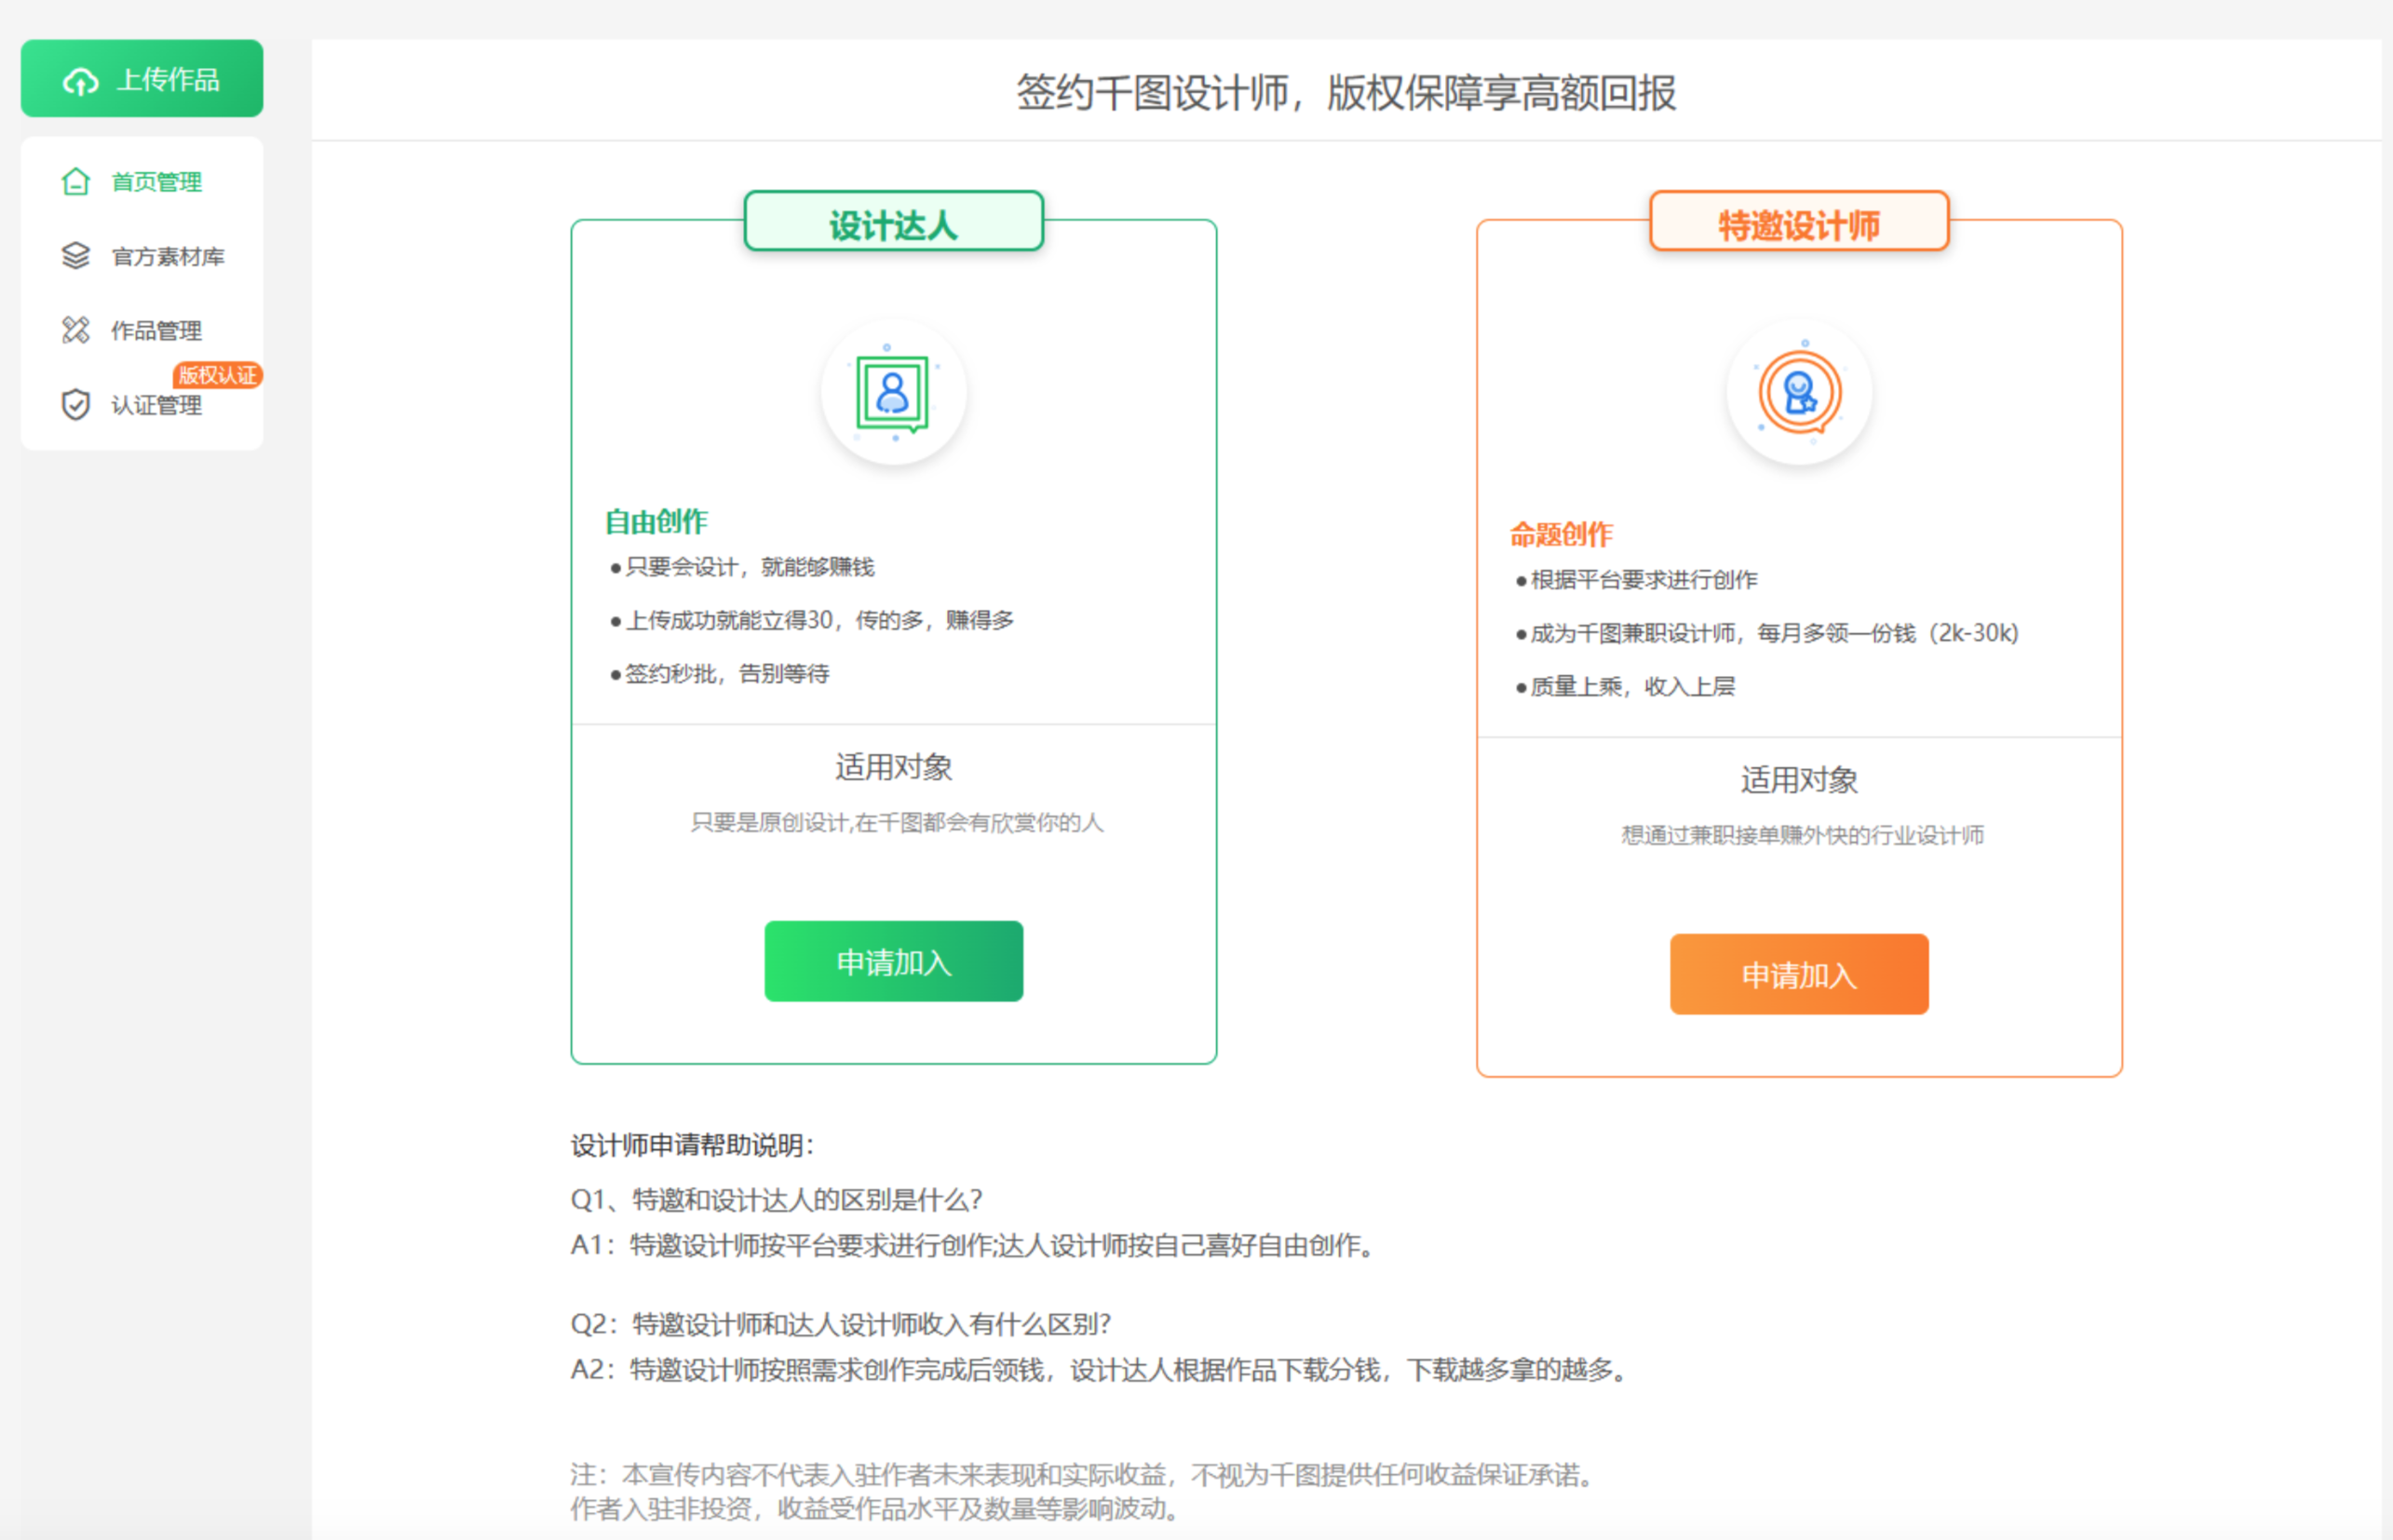 上传作品
首页管理
官方素材库
作品管理
版权认证
认证管理
签约千图设计师，版权保障享高额回报
设计达人
自由创作
●只要会设计，就能够赚钱
●上传成功就能立得30，传的多，赚得多
●签约秒批，告别等待
适用对象
只要是原创设计,在千图都会有欣赏你的人
申请加入
特邀设计师
命题创作
●根据平台要求进行创作
●成为千图兼职设计师，每月多领一份钱（2k-30k)
●质量上乘，收入上层
适用对象
想通过兼职接单赚外快的行业设计师
申请加入
设计师申请帮助说明：
Q1、特邀和设计达人的区别是什么？
A1：特邀设计师按平台要求进行创作;达人设计师按自己喜好自由创作。
Q2：特邀设计师和达人设计师收入有什么区别？
A2：特邀设计师按照需求创作完成后领钱，设计达人根据作品下载分钱，下载越多拿的越多。
注：本宣传内容不代表入驻作者未来表现和实际收益，不视为千图提供任何收益保证承诺。
作者入驻非投资，收益受作品水平及数量等影响波动。